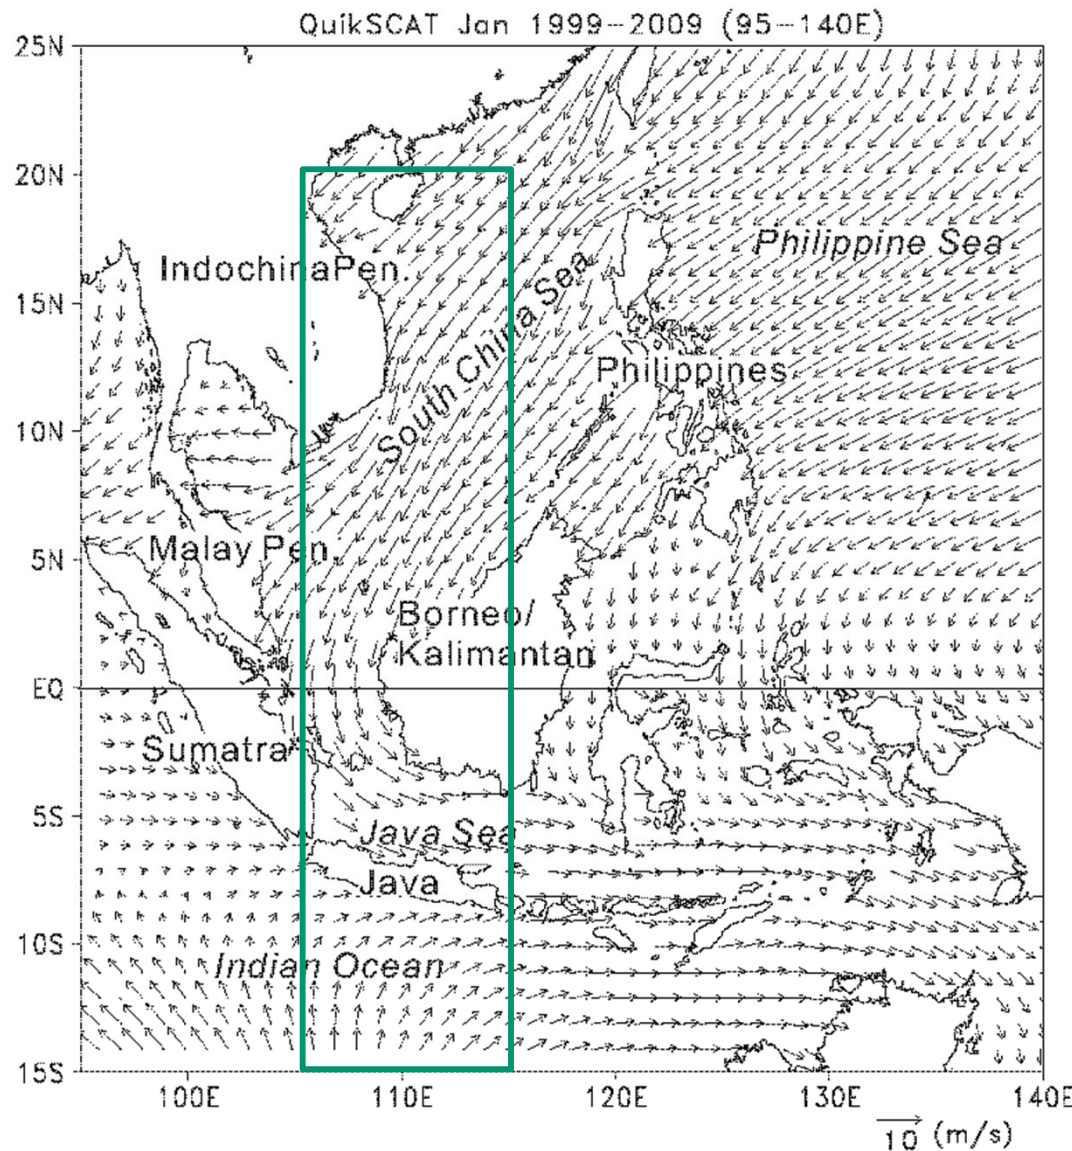 QuikSCAT Jan 1999–2009 (95–140E)
25N
20N
Philippine Sea
IndochinaPen.
15N
South China Sea
Philippines
10N
5N
Malay Pen.
Borneo/
Kalimantan
EQ
Sumatra
5S
Java Sea
Java
10S
Indian Ocean
15S
100E 110E 120E 130E 140E
10 (m/s)